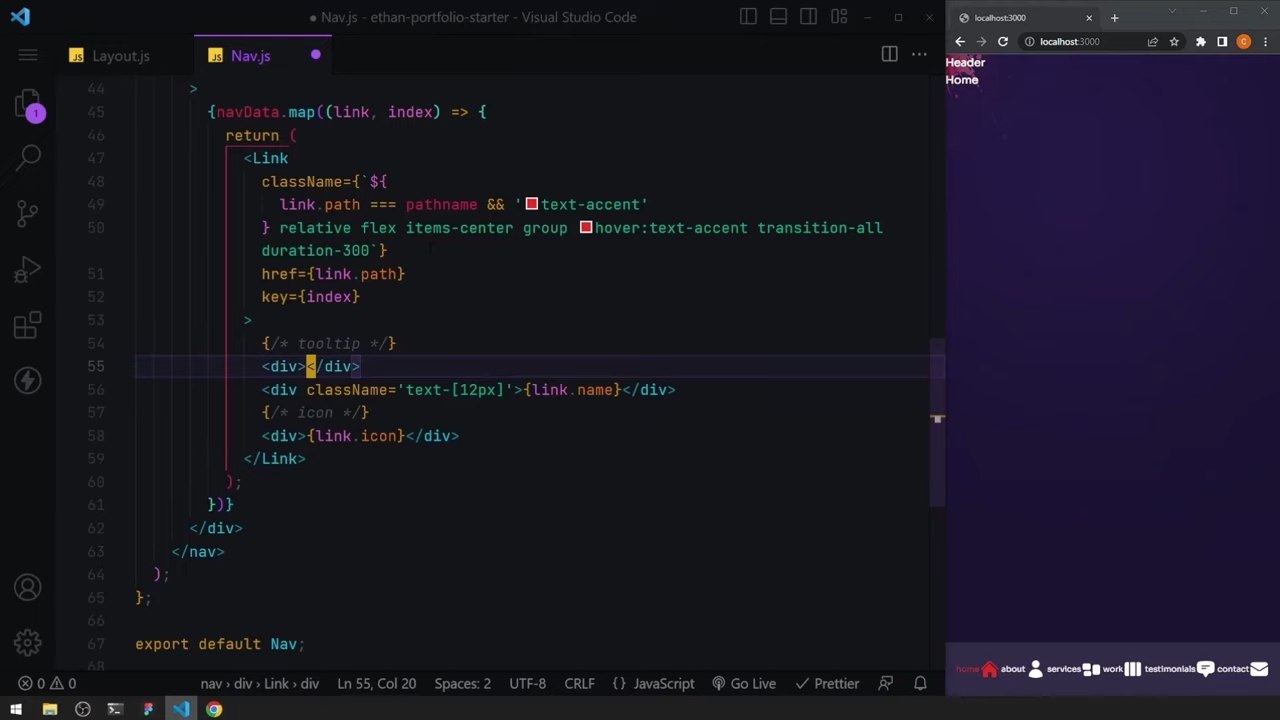 Nav.js - ethan-portfolio-starter - Visual Studio Code
JS Layout.js
JS Nav.js
1
44 >
45 {navData.map((link, index) => {
46 return (
47 <Link
48 className={`${
49 link.path === pathname && 'text-accent'
50 } relative flex items-center group hover:text-accent transition-all
duration-300`}
51 href={link.path}
52 key={index}
53 >
54 {/* tooltip */}
55 <div></div>
56 <div className='text-[12px]'>{link.name}</div>
57 {/* icon */}
58 <div>{link.icon}</div>
59 </Link>
60 );
61 })}
62 </div>
63 </nav>
64 );
65 };
66
67 export default Nav;
68
0 0 nav › div › Link › div Ln 55, Col 20 Spaces: 2 UTF-8 CRLF {} JavaScript Go Live Prettier
localhost:3000
localhost:3000
C
Header
Home
home about services work testimonials contact